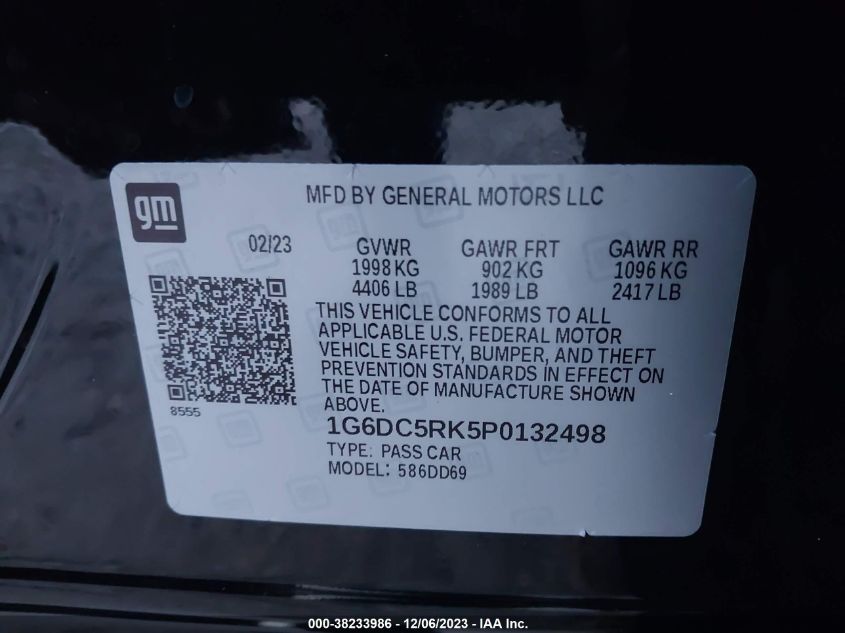 gm
MFD BY GENERAL MOTORS LLC
02/23 GVWR GAWR FRT GAWR RR
1998 KG 902 KG 1096 KG
4406 LB 1989 LB 2417 LB
THIS VEHICLE CONFORMS TO ALL
APPLICABLE U.S. FEDERAL MOTOR
VEHICLE SAFETY, BUMPER, AND THEFT
PREVENTION STANDARDS IN EFFECT ON
THE DATE OF MANUFACTURE SHOWN
ABOVE.
8555
1G6DC5RK5P0132498
TYPE: PASS CAR
MODEL: 586DD69
000-38233986 - 12/06/2023 - IAA Inc.